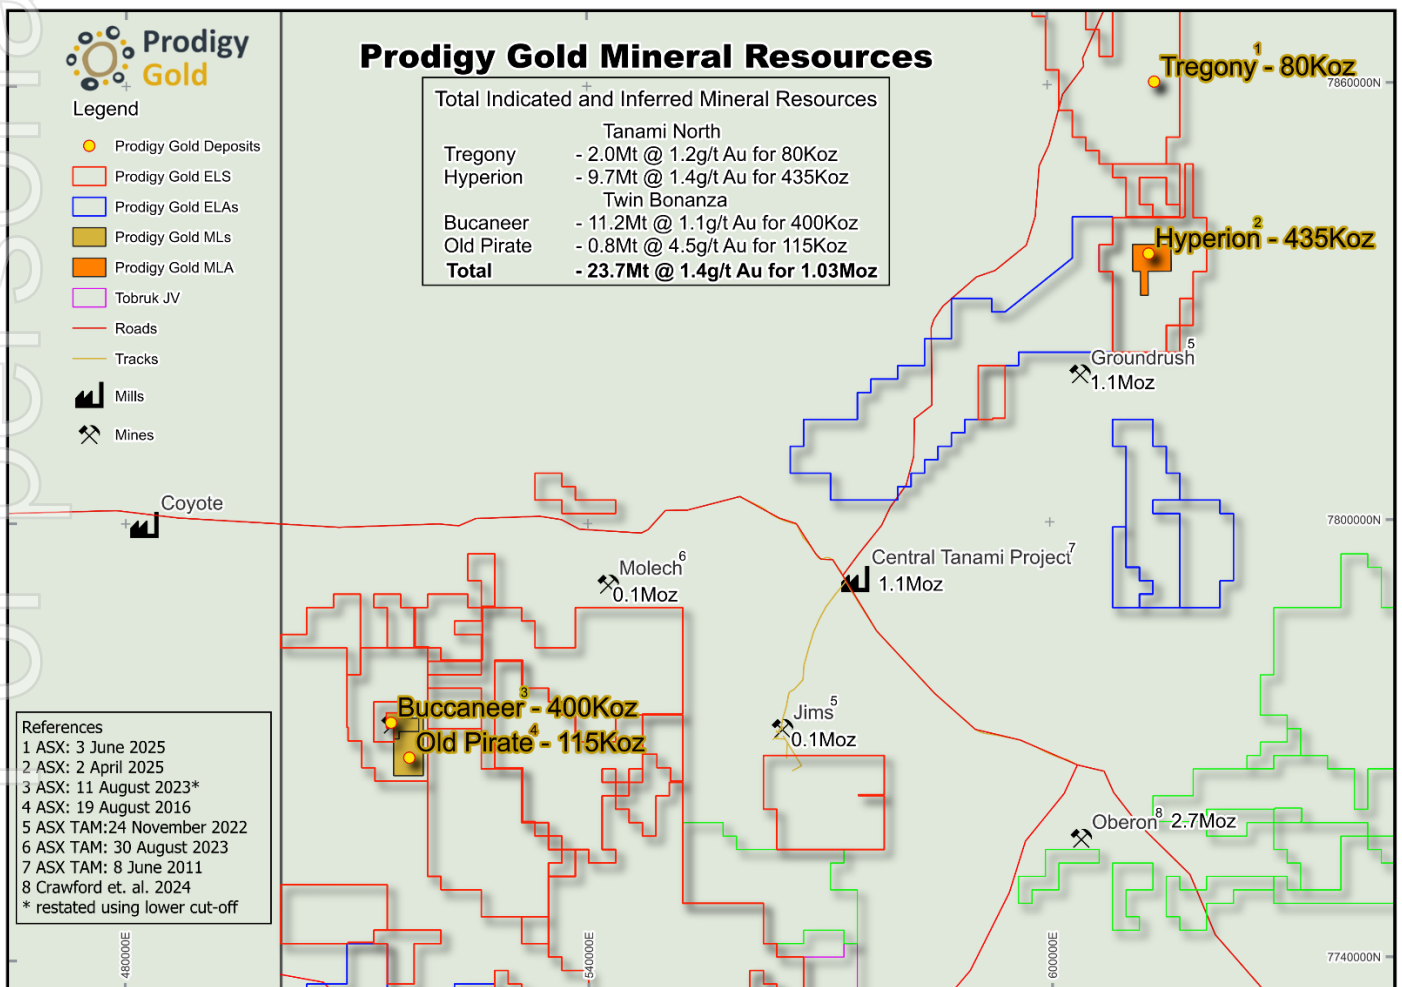 Prodigy
Gold
Prodigy Gold Mineral Resources
Total Indicated and Inferred Mineral Resources
Tanami North
Tregony - 2.0Mt @ 1.2g/t Au for 80Koz
Hyperion - 9.7Mt @ 1.4g/t Au for 435Koz
Twin Bonanza
Bucaneer - 11.2Mt @ 1.1g/t Au for 400Koz
Old Pirate - 0.8Mt @ 4.5g/t Au for 115Koz
Total - 23.7Mt @ 1.4g/t Au for 1.03Moz
Legend
Prodigy Gold Deposits
Prodigy Gold ELS
Prodigy Gold ELAs
Prodigy Gold MLs
Prodigy Gold MLA
Tobruk JV
Roads
Tracks
Mills
Mines
Tregony1 - 80Koz
7860000N
Hyperion2 - 435Koz
Groundrush5
1.1Moz
Coyote
7800000N
Central Tanami Project7
1.1Moz
Molech6
0.1Moz
Buccaneer3 - 400Koz
Old Pirate4 - 115Koz
Jims5
0.1Moz
Oberon8 2.7Moz
References
1 ASX: 3 June 2025
2 ASX: 2 April 2025
3 ASX: 11 August 2023*
4 ASX: 19 August 2016
5 ASX TAM:24 November 2022
6 ASX TAM: 30 August 2023
7 ASX TAM: 8 June 2011
8 Crawford et. al. 2024
* restated using lower cut-off
480000E
540000E
600000E
7740000N